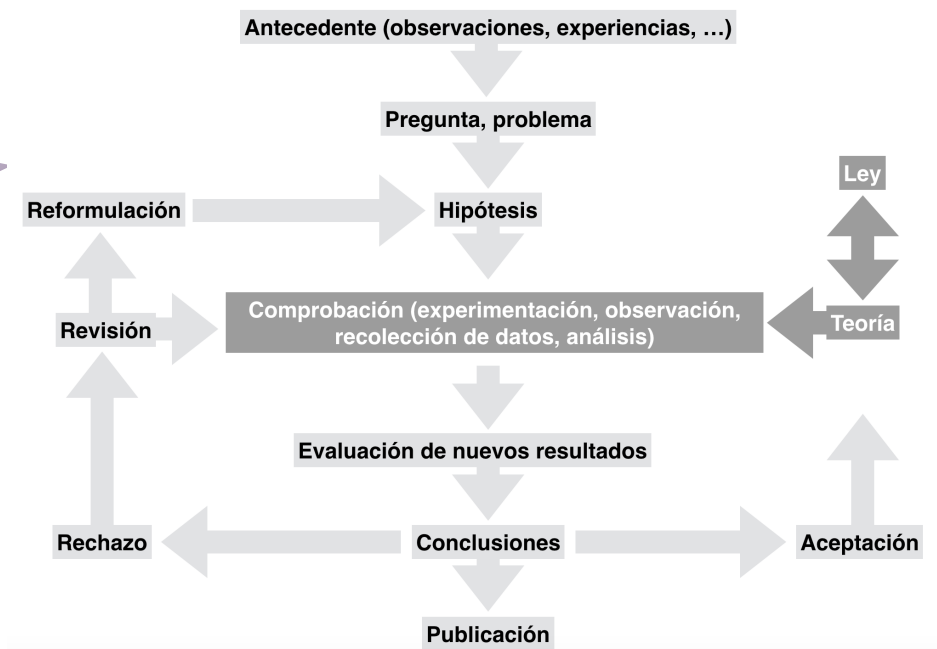 Antecedente (observaciones, experiencias, …)
Pregunta, problema
Ley
Reformulación
Hipótesis
Comprobación (experimentación, observación,
recolección de datos, análisis)
Teoría
Revisión
Evaluación de nuevos resultados
Rechazo
Conclusiones
Aceptación
Publicación